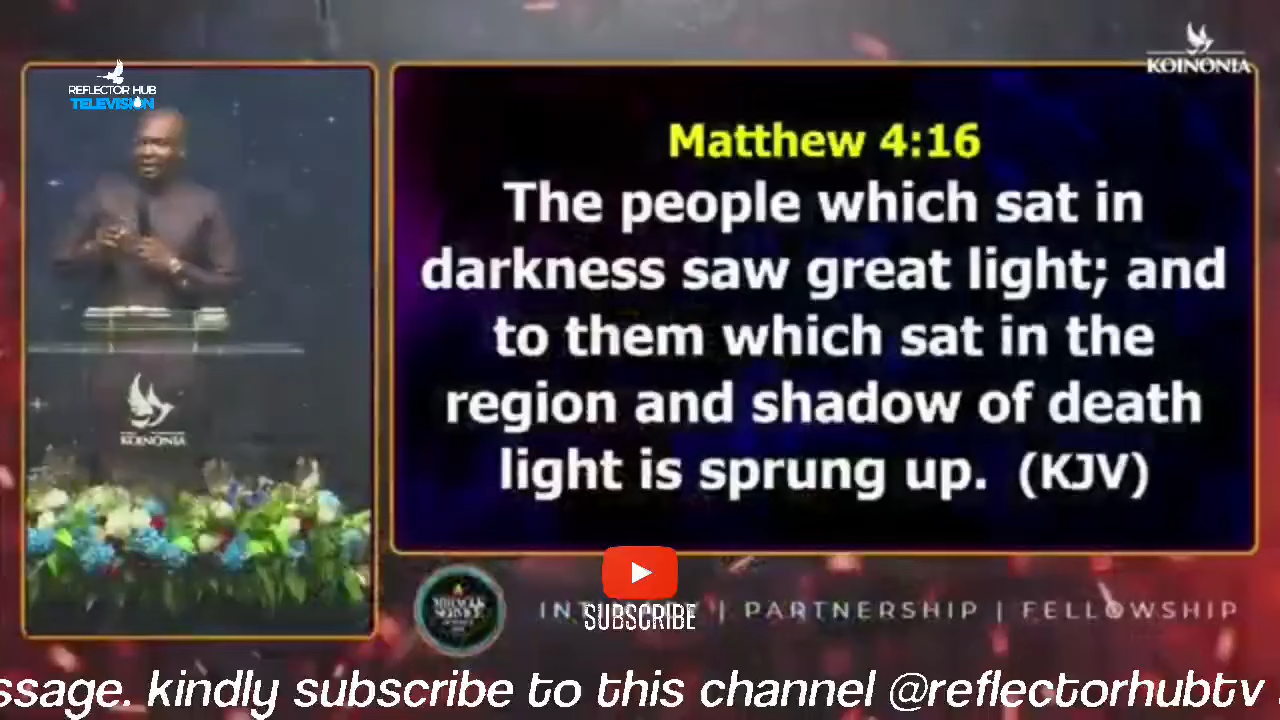 REFLECTOR HUB
TELEVISION
KOINONIA
Matthew 4:16
The people which sat in
darkness saw great light; and
to them which sat in the
region and shadow of death
light is sprung up. (KJV)
KOINONIA
SUBSCRIBE
| PARTNERSHIP | FELLOWSHIP
kindly subscribe to this channel @reflectorhubtv